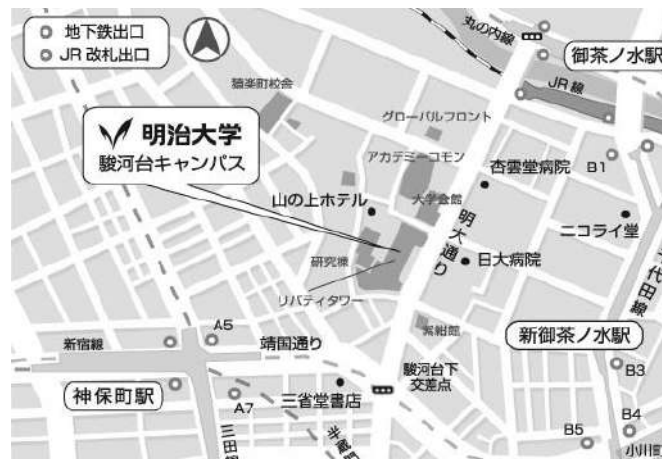 地下鉄出口
JR 改札出口
丸の内線
御茶ノ水駅
JR 線
猿楽町校舎
グローバルフロント
明治大学
駿河台キャンパス
アカデミーコモン
杏雲堂病院
B1
山の上ホテル
大学会館
明大通り
ニコライ堂
研究棟
日大病院
千代田線
リバティタワー
紫紺館
新御茶ノ水駅
新宿線
A5
靖国通り
駿河台下
交差点
B3
神保町駅
A7
三省堂書店
三田線
半蔵
B5
B4
小川